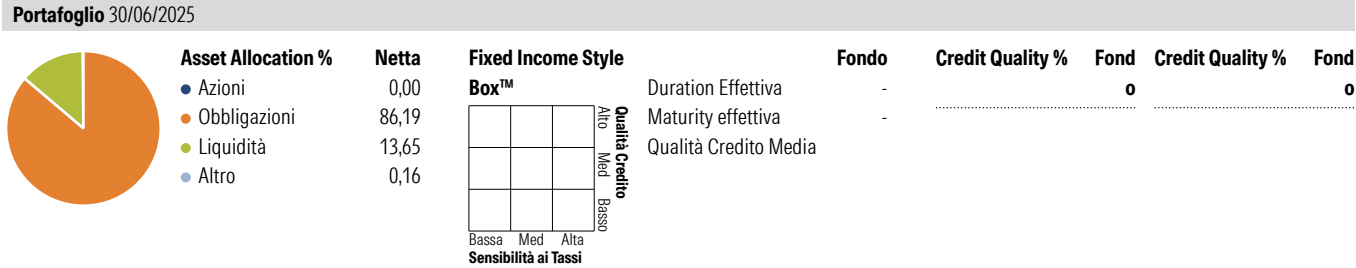 Portafoglio 30/06/2025
Asset Allocation % Netta
Azioni 0,00
Obbligazioni 86,19
Liquidità 13,65
Altro 0,16
Fixed Income Style
Box™
Alto Med Basso
Qualità Credito
Bassa Med Alta
Sensibilità ai Tassi
Fondo
Duration Effettiva -
Maturity effettiva -
Qualità Credito Media
Credit Quality % Fond
o
Credit Quality % Fond
o